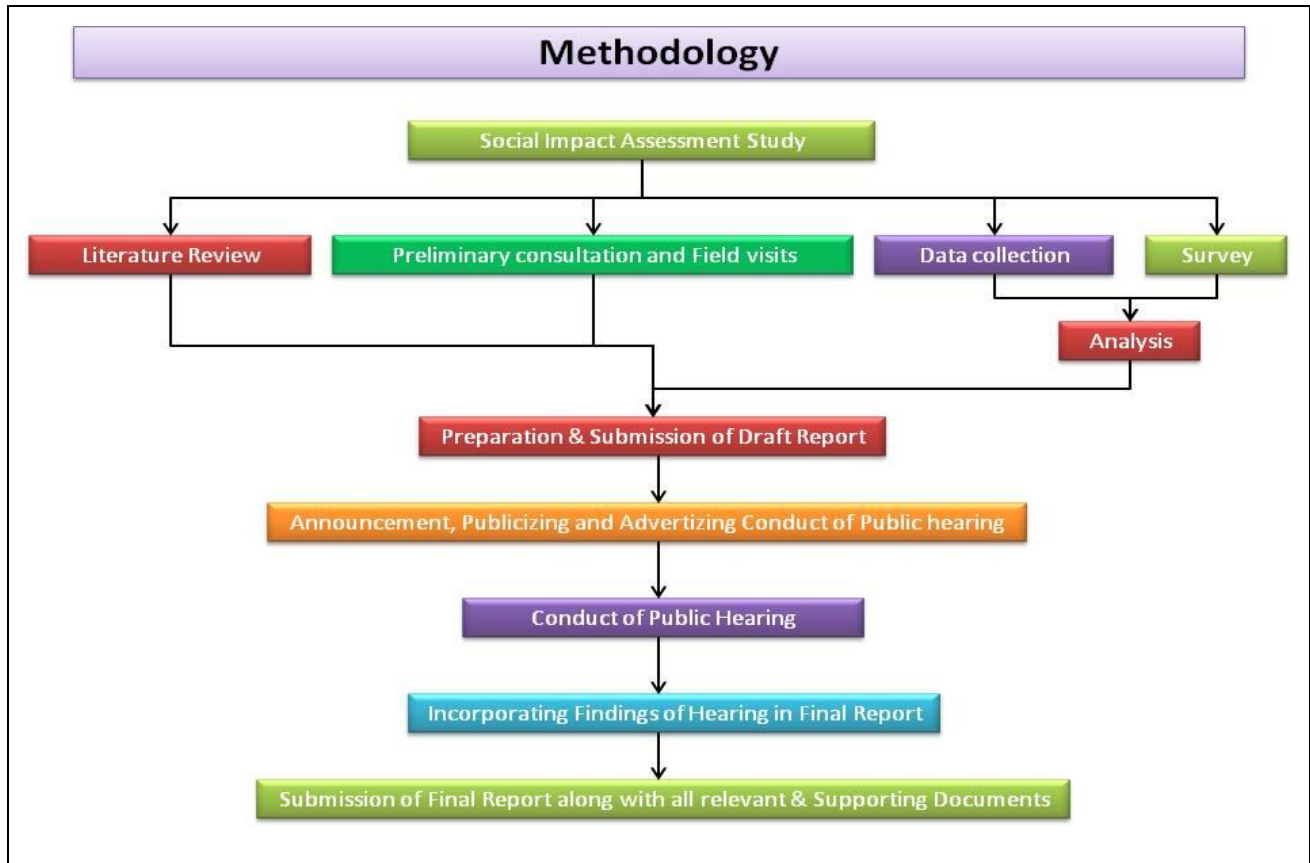 Methodology
Social Impact Assessment Study
Literature Review
Preliminary consultation and Field visits
Data collection
Survey
Analysis
Preparation & Submission of Draft Report
Announcement, Publicizing and Advertizing Conduct of Public hearing
Conduct of Public Hearing
Incorporating Findings of Hearing in Final Report
Submission of Final Report along with all relevant & Supporting Documents